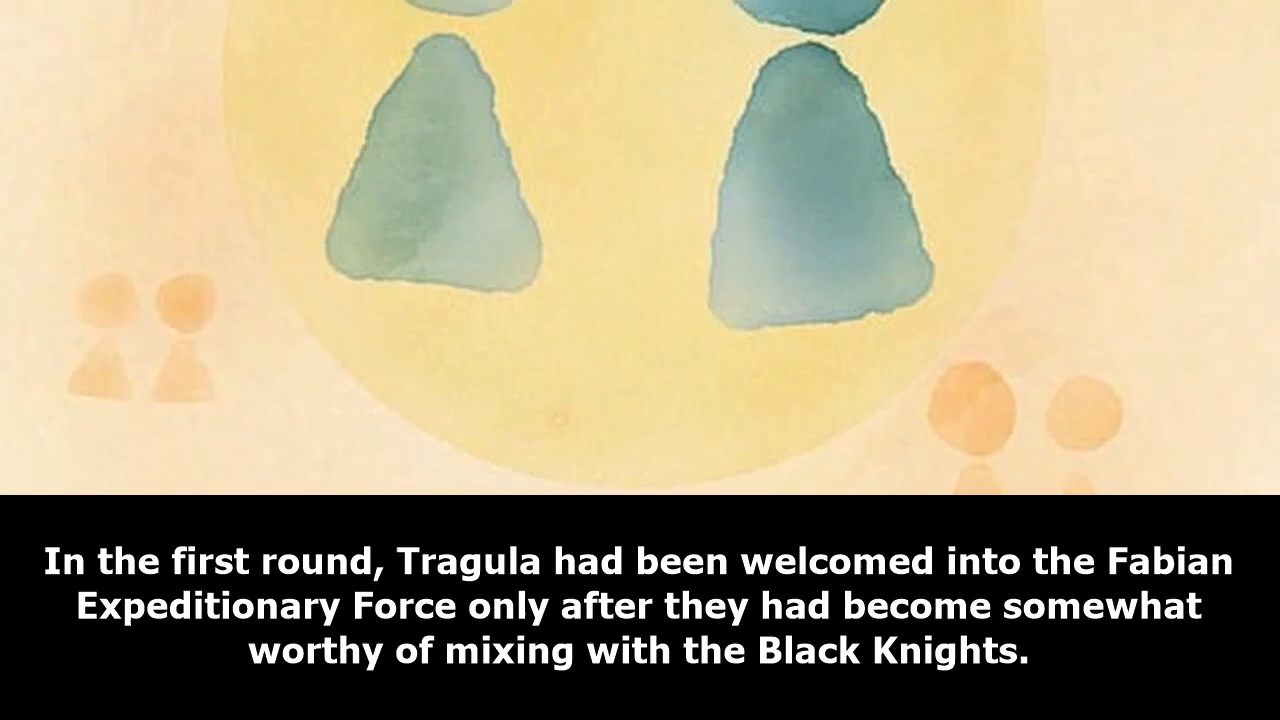 In the first round, Tragula had been welcomed into the Fabian
Expeditionary Force only after they had become somewhat
worthy of mixing with the Black Knights.